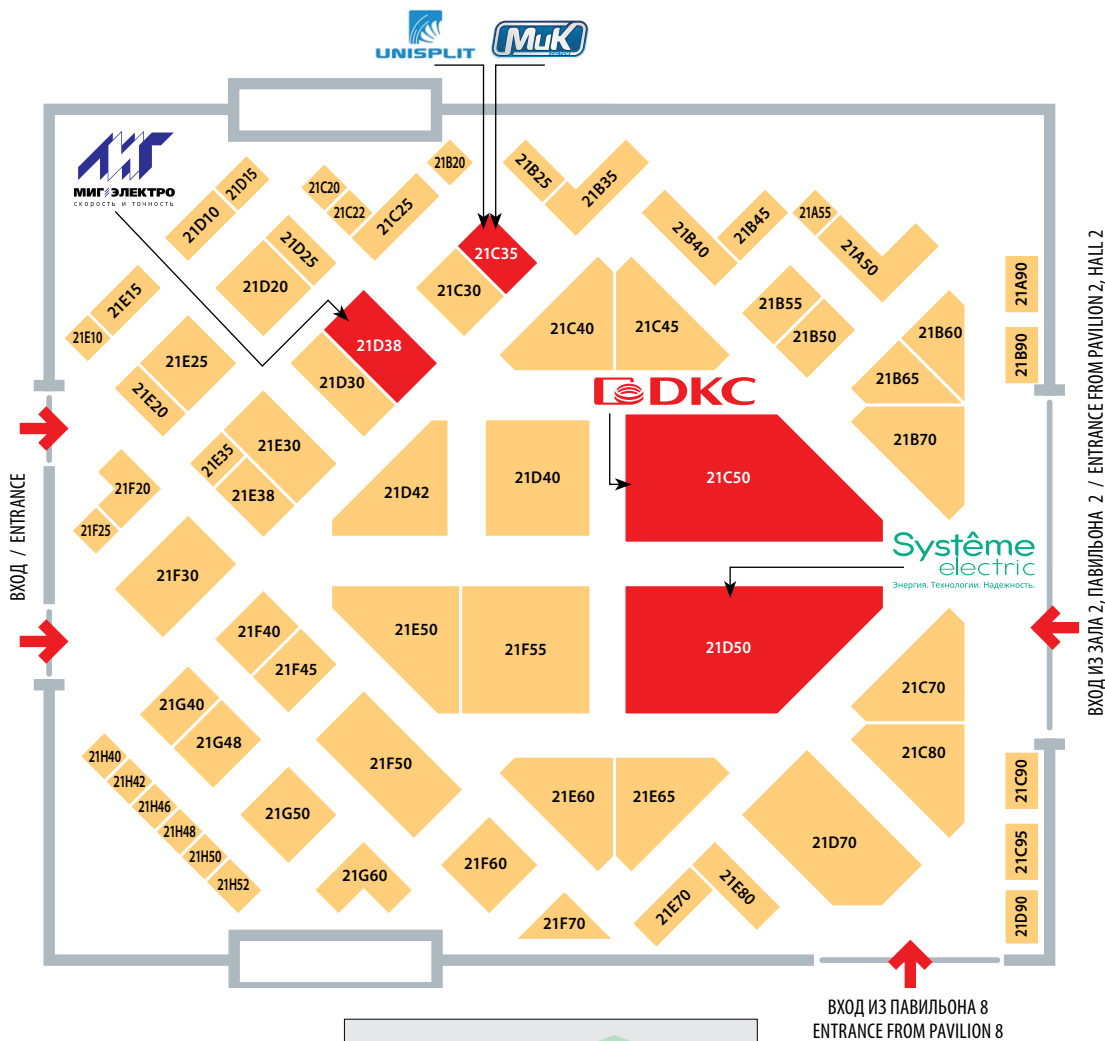 UNISPLIT
МиК
МИГ ЭЛЕКТРО
скорость и точность
21B20
21B25
21B35
21D15
21D10
21C20
21C22
21C25
21D25
21D20
21C35
21C30
21B40
21B45
21A55
21A50
21A90
21B90
21E15
21E10
21E25
21E20
21D38
21D30
21C40
21C45
21B55
21B50
21B60
21B65
21B70
DKC
21E35
21E30
21E38
21D42
21D40
21C50
21F20
21F25
21F30
Système
electric
Энергия. Технологии. Надежность.
21F40
21F45
21E50
21F55
21D50
21C70
21C80
21G40
21G48
21F50
21E60
21E65
21D70
21C90
21C95
21D90
21H40
21H42
21H46
21H48
21H50
21H52
21G50
21G60
21F60
21F70
21E70
21E80
ВХОД / ENTRANCE
ВХОД ИЗ ЗАЛА 2, ПАВИЛЬОНА 2 / ENTRANCE FROM PAVILION 2, HALL 2
ВХОД ИЗ ПАВИЛЬОНА 8
ENTRANCE FROM PAVILION 8